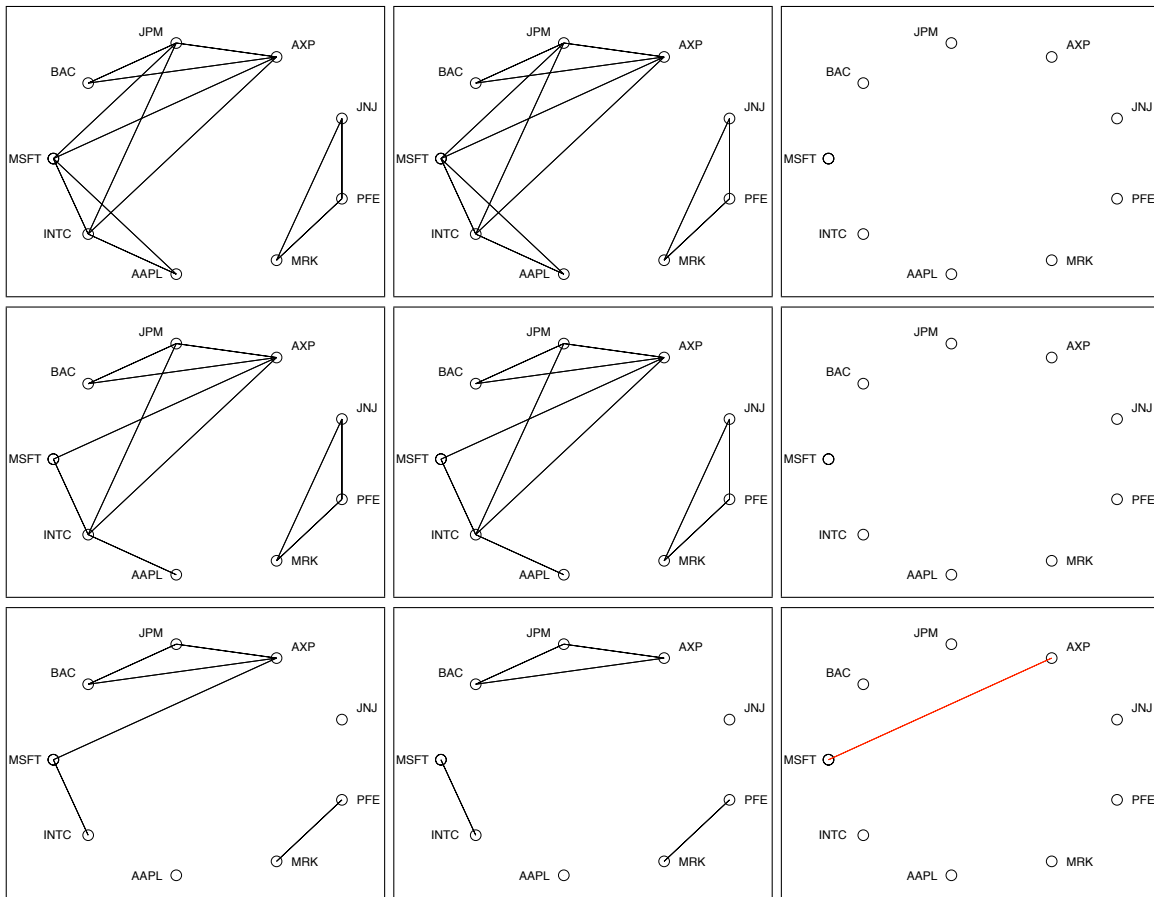 JPM
AXP
BAC
JNJ
MSFT
PFE
INTC
MRK
AAPL
JPM
AXP
BAC
JNJ
MSFT
PFE
INTC
MRK
AAPL
JPM
AXP
BAC
JNJ
MSFT
PFE
INTC
MRK
AAPL
JPM
AXP
BAC
JNJ
MSFT
PFE
INTC
MRK
AAPL
JPM
AXP
BAC
JNJ
MSFT
PFE
INTC
MRK
AAPL
JPM
AXP
BAC
JNJ
MSFT
PFE
INTC
MRK
AAPL
JPM
AXP
BAC
JNJ
MSFT
PFE
INTC
MRK
AAPL
JPM
AXP
BAC
JNJ
MSFT
PFE
INTC
MRK
AAPL
JPM
AXP
BAC
JNJ
MSFT
PFE
INTC
MRK
AAPL